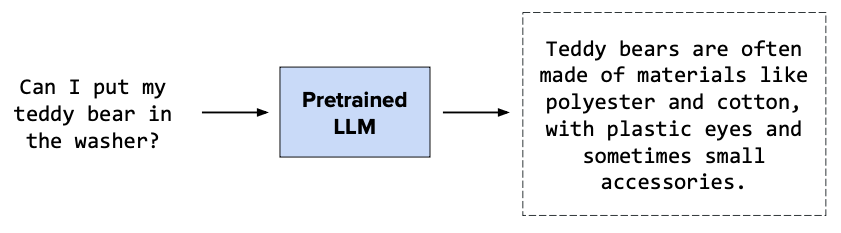 Can I put my
teddy bear in
the washer?
Pretrained
LLM
Teddy bears are often
made of materials like
polyester and cotton,
with plastic eyes and
sometimes small
accessories.